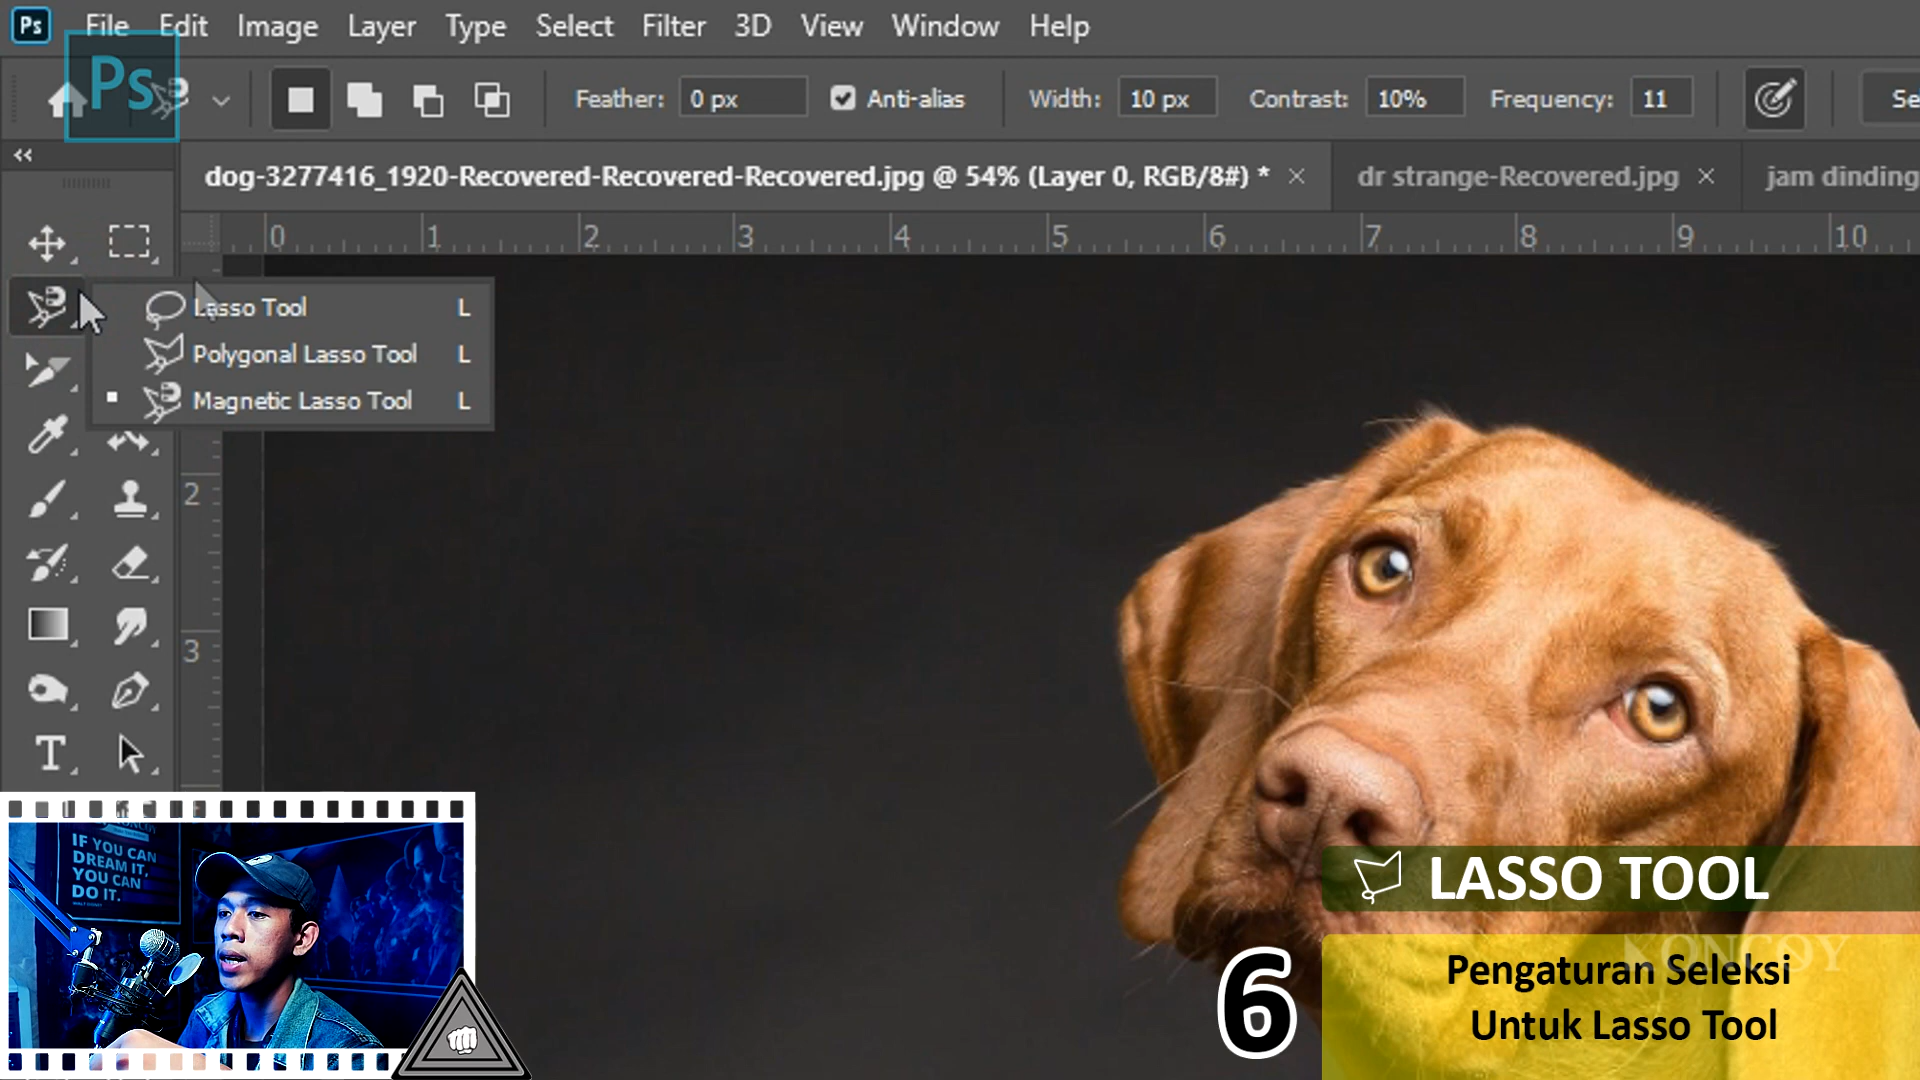 Ps File Edit Image Layer Type Select Filter 3D View Window Help
Ps
Feather: 0 px Anti-alias Width: 10 px Contrast: 10% Frequency: 11 Se
dog-3277416_1920-Recovered-Recovered-Recovered.jpg @ 54% (Layer 0, RGB/8#) * dr strange-Recovered.jpg jam dinding
0 1 2 3 4 5 6 7 8 9 10
Lasso Tool L
Polygonal Lasso Tool L
Magnetic Lasso Tool L
2
3
T
IF YOU CAN
DREAM IT,
YOU CAN
DO IT.
LASSO TOOL
KONCOY
6
Pengaturan Seleksi
Untuk Lasso Tool